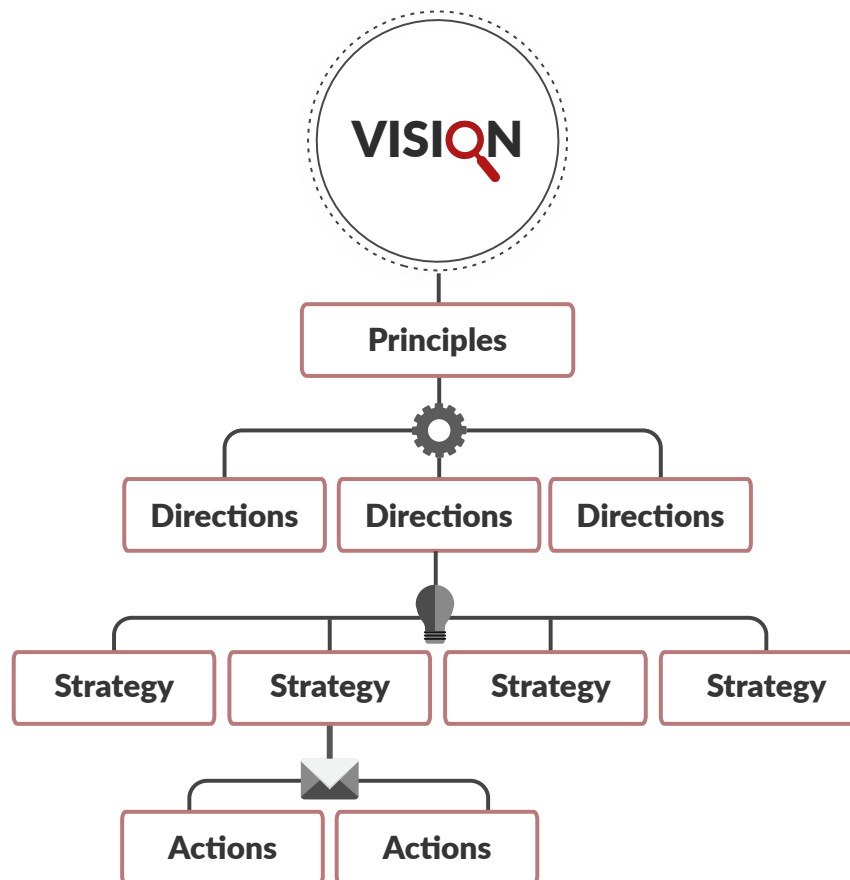 VISION
Principles
Directions Directions Directions
Strategy Strategy Strategy Strategy
Actions Actions